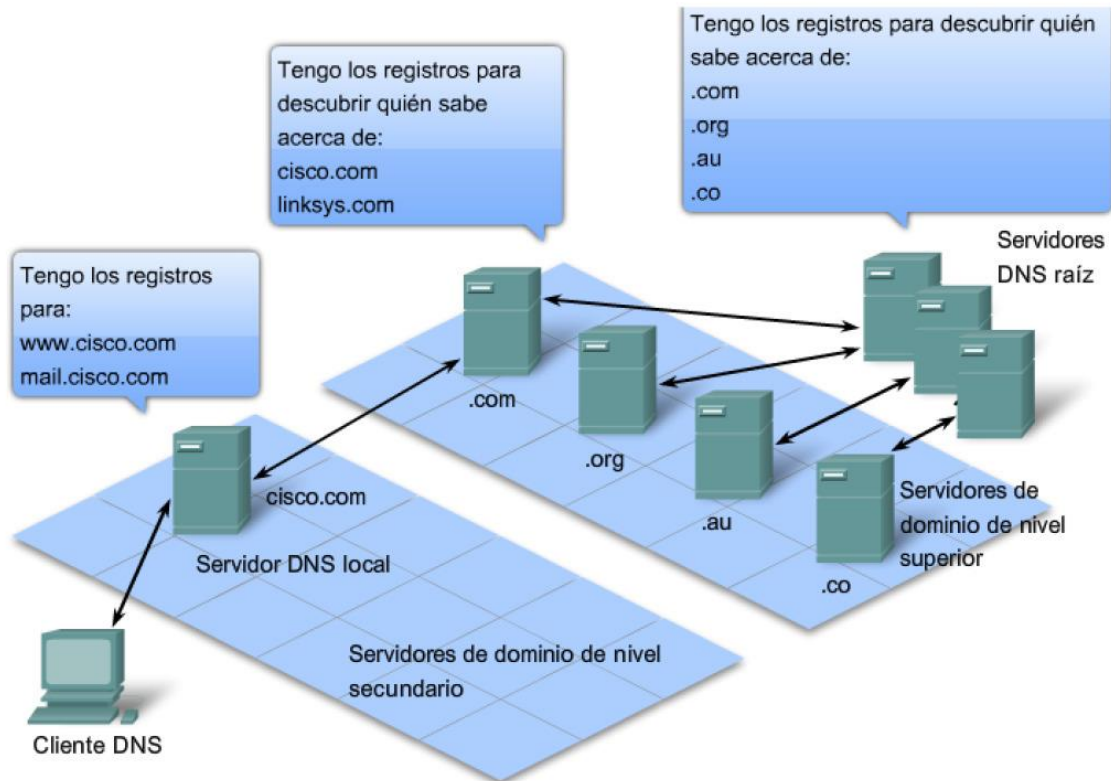 Tengo los registros para
descubrir quién sabe
acerca de:
cisco.com
linksys.com
Tengo los registros para descubrir quién
sabe acerca de:
.com
.org
.au
.co
Tengo los registros
para:
www.cisco.com
mail.cisco.com
Servidores
DNS raíz
.com
.org
.au
.co
Servidores de
dominio de nivel
superior
cisco.com
Servidor DNS local
Servidores de dominio de nivel
secundario
Cliente DNS